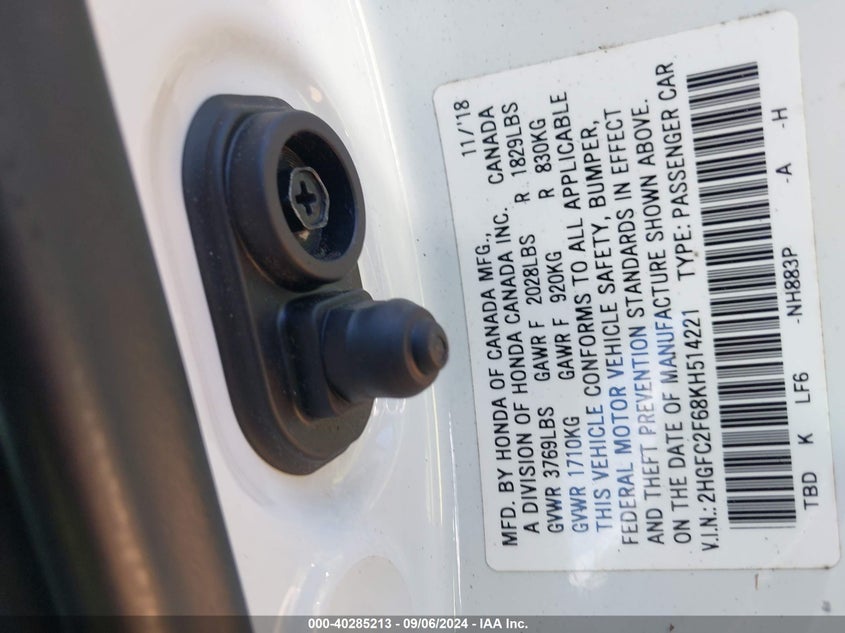 MFD. BY HONDA OF CANADA MFG., 11/18
A DIVISION OF HONDA CANADA INC. CANADA
GVWR 3769LBS GAWR F 2028LBS R 1829LBS
GVWR 1710KG GAWR F 920KG R 830KG
THIS VEHICLE CONFORMS TO ALL APPLICABLE
FEDERAL MOTOR VEHICLE SAFETY, BUMPER,
AND THEFT PREVENTION STANDARDS IN EFFECT
ON THE DATE OF MANUFACTURE SHOWN ABOVE.
V.I.N.: 2HGFC2F68KH514221 TYPE: PASSENGER CAR
TBD K LF6 -NH883P -A -H
000-40285213 - 09/06/2024 - IAA Inc.